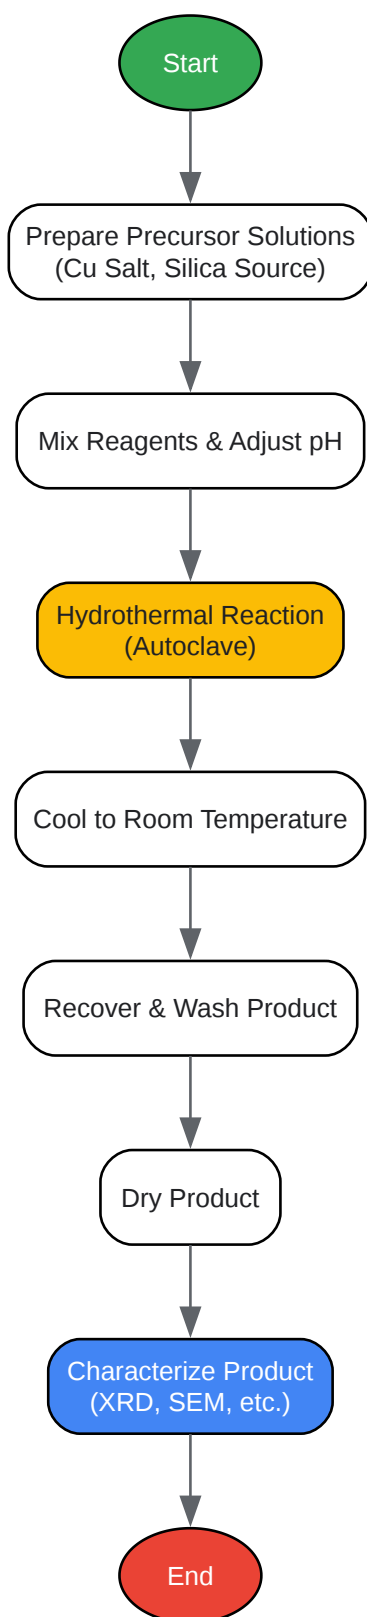 Start
Prepare Precursor Solutions
(Cu Salt, Silica Source)
Mix Reagents & Adjust pH
Hydrothermal Reaction
(Autoclave)
Cool to Room Temperature
Recover & Wash Product
Dry Product
Characterize Product
(XRD, SEM, etc.)
End